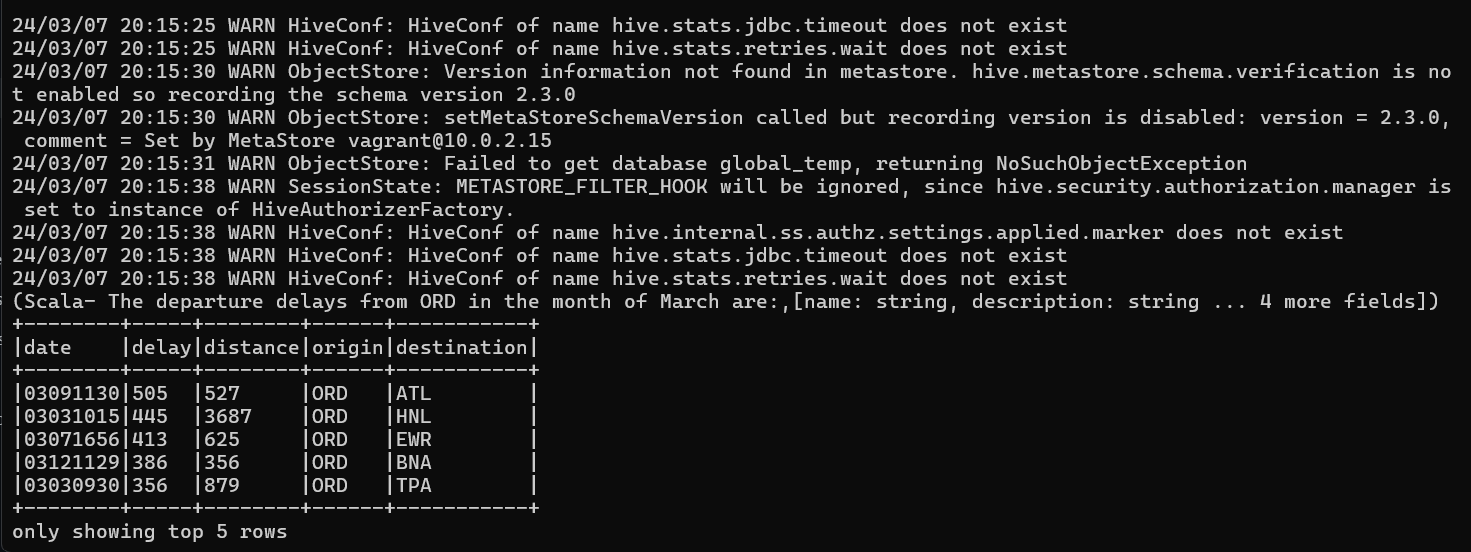 24/03/07 20:15:25 WARN HiveConf: HiveConf of name hive.stats.jdbc.timeout does not exist
24/03/07 20:15:25 WARN HiveConf: HiveConf of name hive.stats.retries.wait does not exist
24/03/07 20:15:30 WARN ObjectStore: Version information not found in metastore. hive.metastore.schema.verification is no
t enabled so recording the schema version 2.3.0
24/03/07 20:15:30 WARN ObjectStore: setMetaStoreSchemaVersion called but recording version is disabled: version = 2.3.0,
 comment = Set by MetaStore vagrant@10.0.2.15
24/03/07 20:15:31 WARN ObjectStore: Failed to get database global_temp, returning NoSuchObjectException
24/03/07 20:15:38 WARN SessionState: METASTORE_FILTER_HOOK will be ignored, since hive.security.authorization.manager is
 set to instance of HiveAuthorizerFactory.
24/03/07 20:15:38 WARN HiveConf: HiveConf of name hive.internal.ss.authz.settings.applied.marker does not exist
24/03/07 20:15:38 WARN HiveConf: HiveConf of name hive.stats.jdbc.timeout does not exist
24/03/07 20:15:38 WARN HiveConf: HiveConf of name hive.stats.retries.wait does not exist
(Scala- The departure delays from ORD in the month of March are:,[name: string, description: string ... 4 more fields])
+--------+-----+--------+------+-----------+
|date    |delay|distance|origin|destination|
+--------+-----+--------+------+-----------+
|03091130|505  |527     |ORD   |ATL        |
|03031015|445  |3687    |ORD   |HNL        |
|03071656|413  |625     |ORD   |EWR        |
|03121129|386  |356     |ORD   |BNA        |
|03030930|356  |879     |ORD   |TPA        |
+--------+-----+--------+------+-----------+
only showing top 5 rows